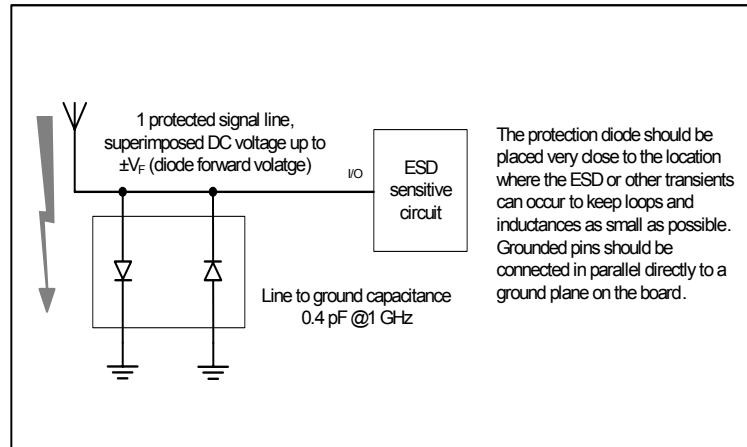 1 protected signal line,
superimposed DC voltage up to
±VF (diode forward volatge)
I/O
ESD
sensitive
circuit
The protection diode should be
placed very close to the location
where the ESD or other transients
can occur to keep loops and
inductances as small as possible.
Grounded pins should be
connected in parallel directly to a
ground plane on the board.
Line to ground capacitance
0.4 pF @1 GHz